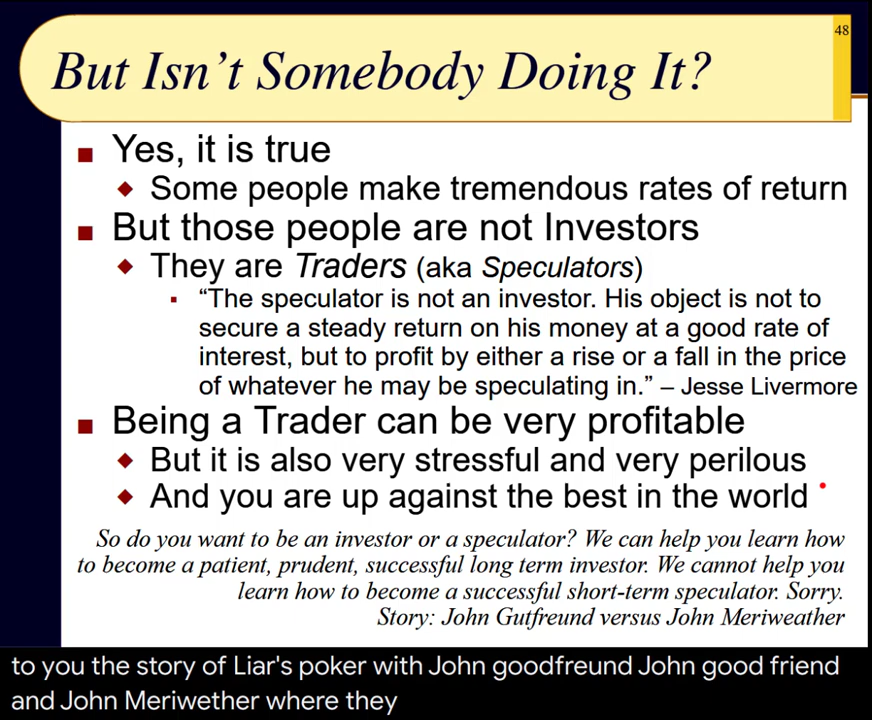 48
But Isn't Somebody Doing It?
Yes, it is true
Some people make tremendous rates of return
But those people are not Investors
They are Traders (aka Speculators)
“The speculator is not an investor. His object is not to
secure a steady return on his money at a good rate of
interest, but to profit by either a rise or a fall in the price
of whatever he may be speculating in.” – Jesse Livermore
Being a Trader can be very profitable
But it is also very stressful and very perilous
And you are up against the best in the world
So do you want to be an investor or a speculator? We can help you learn how
to become a patient, prudent, successful long term investor. We cannot help you
learn how to become a successful short-term speculator. Sorry.
Story: John Gutfreund versus John Meriweather
to you the story of Liar's poker with John goodfreund John good friend
and John Meriwether where they